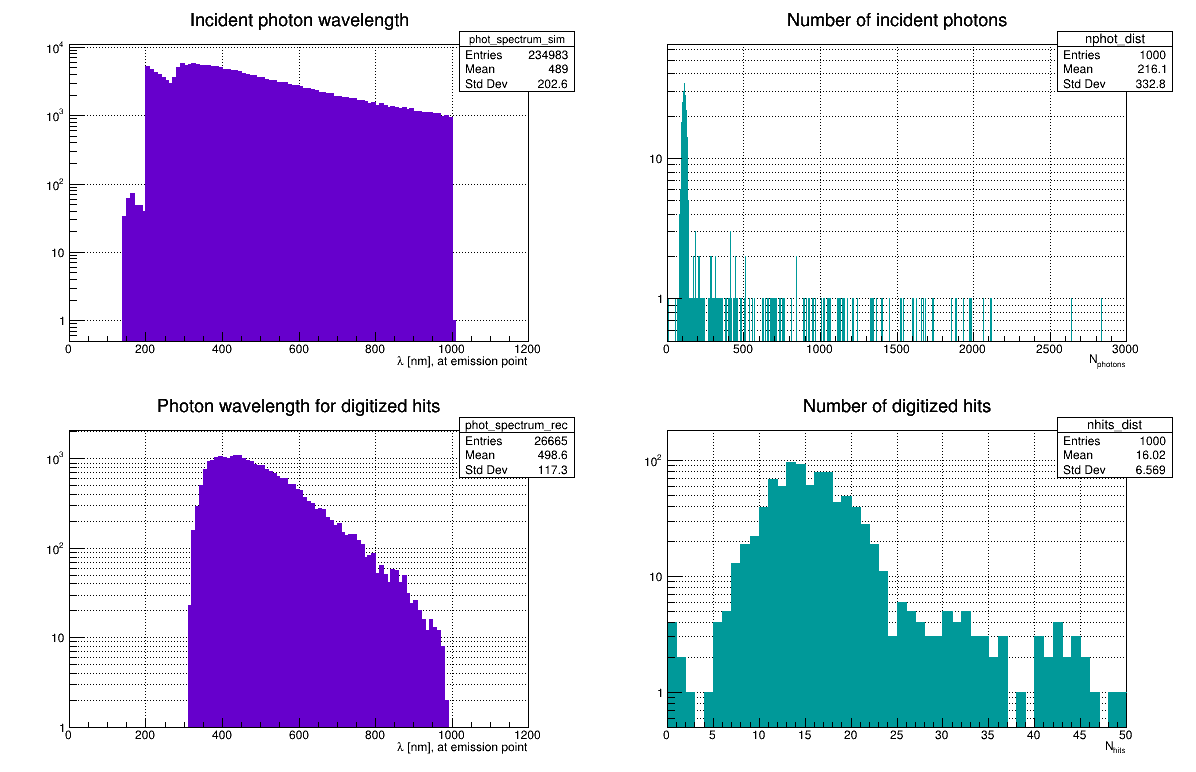 Incident photon wavelength
phot_spectrum_sim
Entries 234983
Mean 489
Std Dev 202.6
10⁴
10³
10²
10
1
0 200 400 600 800 1000 1200
λ [nm], at emission point
Number of incident photons
nphot_dist
Entries 1000
Mean 216.1
Std Dev 332.8
10
1
0 500 1000 1500 2000 2500 3000
Nphotons
Photon wavelength for digitized hits
phot_spectrum_rec
Entries 26665
Mean 498.6
Std Dev 117.3
10³
10²
10
1
0 200 400 600 800 1000 1200
λ [nm], at emission point
Number of digitized hits
nhits_dist
Entries 1000
Mean 16.02
Std Dev 6.569
10²
10
1
0 5 10 15 20 25 30 35 40 45 50
Nhits